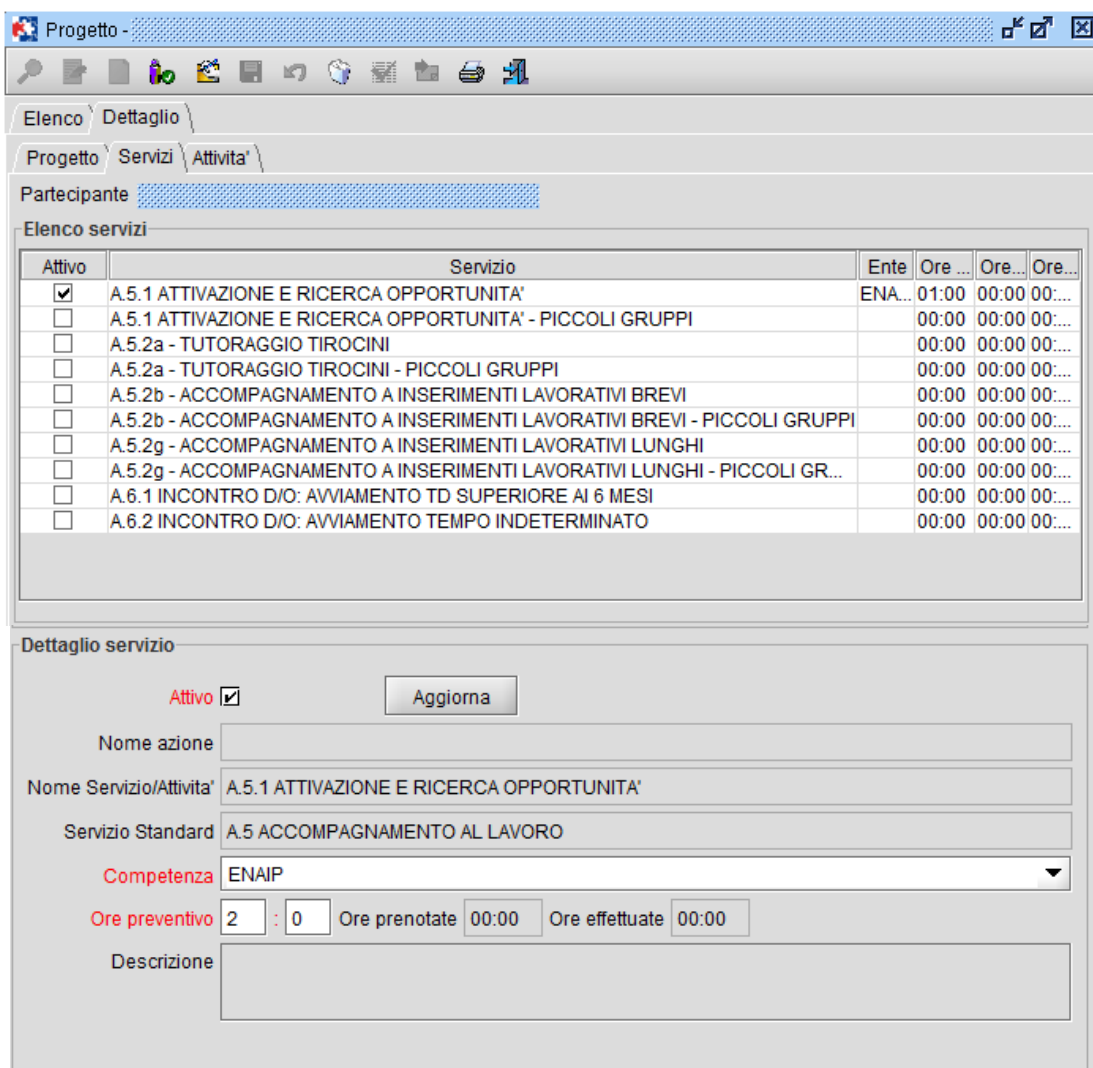 Progetto -
Elenco Dettaglio
Progetto Servizi Attivita'
Partecipante
Elenco servizi
Attivo Servizio Ente Ore ... Ore... Ore...
A.5.1 ATTIVAZIONE E RICERCA OPPORTUNITA' ENA... 01:00 00:00 00:...
A.5.1 ATTIVAZIONE E RICERCA OPPORTUNITA' - PICCOLI GRUPPI 00:00 00:00 00:...
A.5.2a - TUTORAGGIO TIROCINI 00:00 00:00 00:...
A.5.2a - TUTORAGGIO TIROCINI - PICCOLI GRUPPI 00:00 00:00 00:...
A.5.2b - ACCOMPAGNAMENTO A INSERIMENTI LAVORATIVI BREVI 00:00 00:00 00:...
A.5.2b - ACCOMPAGNAMENTO A INSERIMENTI LAVORATIVI BREVI - PICCOLI GRUPPI 00:00 00:00 00:...
A.5.2g - ACCOMPAGNAMENTO A INSERIMENTI LAVORATIVI LUNGHI 00:00 00:00 00:...
A.5.2g - ACCOMPAGNAMENTO A INSERIMENTI LAVORATIVI LUNGHI - PICCOLI GR... 00:00 00:00 00:...
A.6.1 INCONTRO D/O: AVVIAMENTO TD SUPERIORE AI 6 MESI 00:00 00:00 00:...
A.6.2 INCONTRO D/O: AVVIAMENTO TEMPO INDETERMINATO 00:00 00:00 00:...
Dettaglio servizio
Attivo Aggiorna
Nome azione
Nome Servizio/Attivita' A.5.1 ATTIVAZIONE E RICERCA OPPORTUNITA'
Servizio Standard A.5 ACCOMPAGNAMENTO AL LAVORO
Competenza ENAIP
Ore preventivo 2 : 0 Ore prenotate 00:00 Ore effettuate 00:00
Descrizione